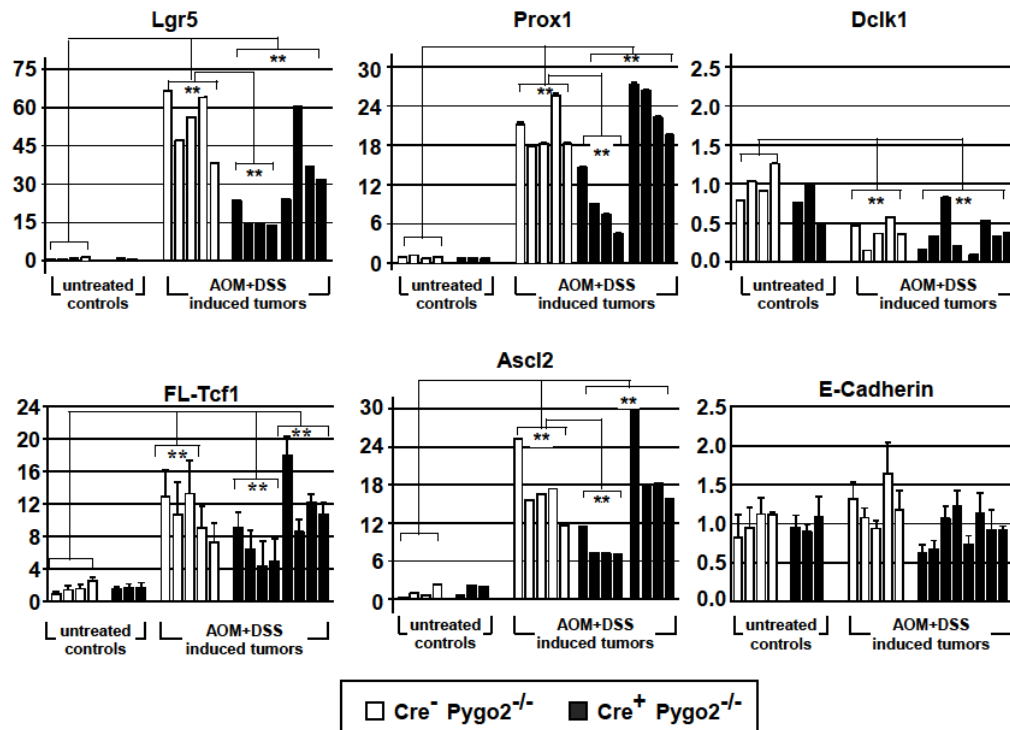 Lgr5
75
60
45
30
15
0
**
**
**
untreated
controls
AOM+DSS
induced tumors
Prox1
30
24
18
12
6
0
**
**
**
untreated
controls
AOM+DSS
induced tumors
Dclk1
2.5
2.0
1.5
1.0
0.5
0.0
**
**
untreated
controls
AOM+DSS
induced tumors
FL-Tcf1
24
20
16
12
8
4
0
**
**
**
untreated
controls
AOM+DSS
induced tumors
Ascl2
30
24
18
12
6
0
**
**
**
untreated
controls
AOM+DSS
induced tumors
E-Cadherin
2.5
2.0
1.5
1.0
0.5
0.0
untreated
controls
AOM+DSS
induced tumors
Cre⁻ Pygo2⁻/⁻
Cre⁺ Pygo2⁻/⁻